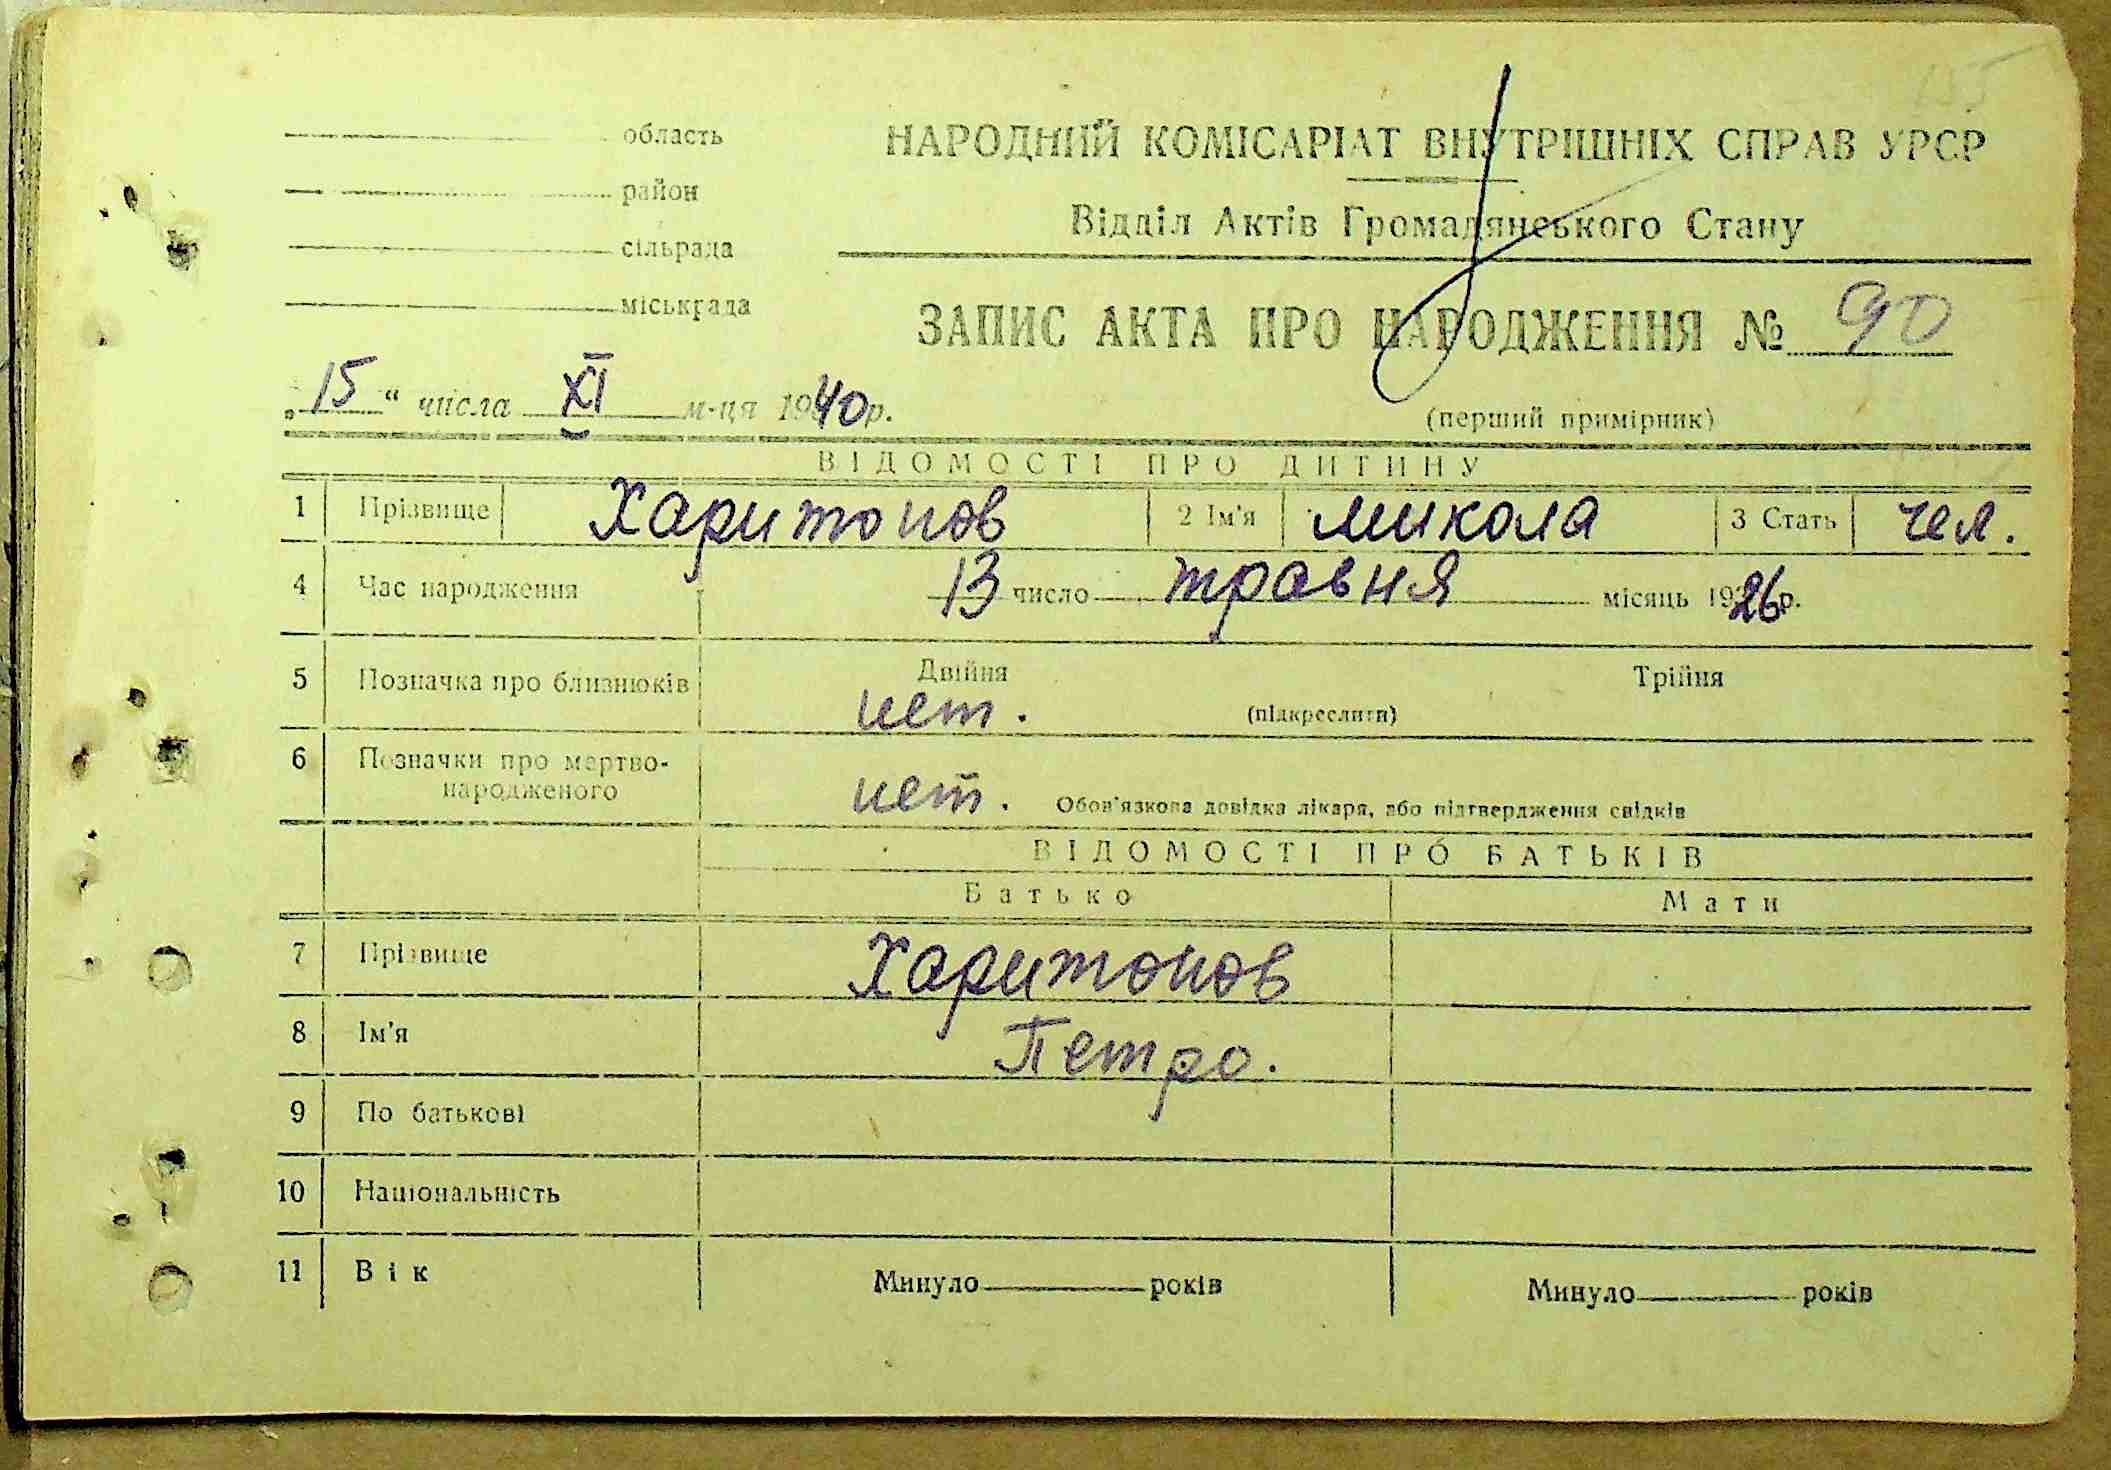 область
район
сільрада
міськрада
НАРОДНИЙ КОМІСАРІАТ ВНУТРІШНІХ СПРАВ УРСР
Відділ Актів Громадянського Стану
ЗАПИС АКТА ПРО НАРОДЖЕННЯ № 90
„15“ числа XI м-ця 1940 р.
(перший примірник)
ВІДОМОСТІ ПРО ДИТИНУ
1 Прізвище Харитонов 2 Ім'я Микола 3 Стать чел.
4 Час народження 13 число травня місяць 1926 р.
5 Позначка про близнюків Двійня Трійня
нет. (підкреслити)
6 Позначки про мертво-
народженого нет. Обов'язкова довідка лікаря, або підтвердження свідків
ВІДОМОСТІ ПРО БАТЬКІВ
Батько Мати
7 Прізвище Харитонов
8 Ім'я Петро.
9 По батькові
10 Національність
11 Вік Минуло років Минуло років